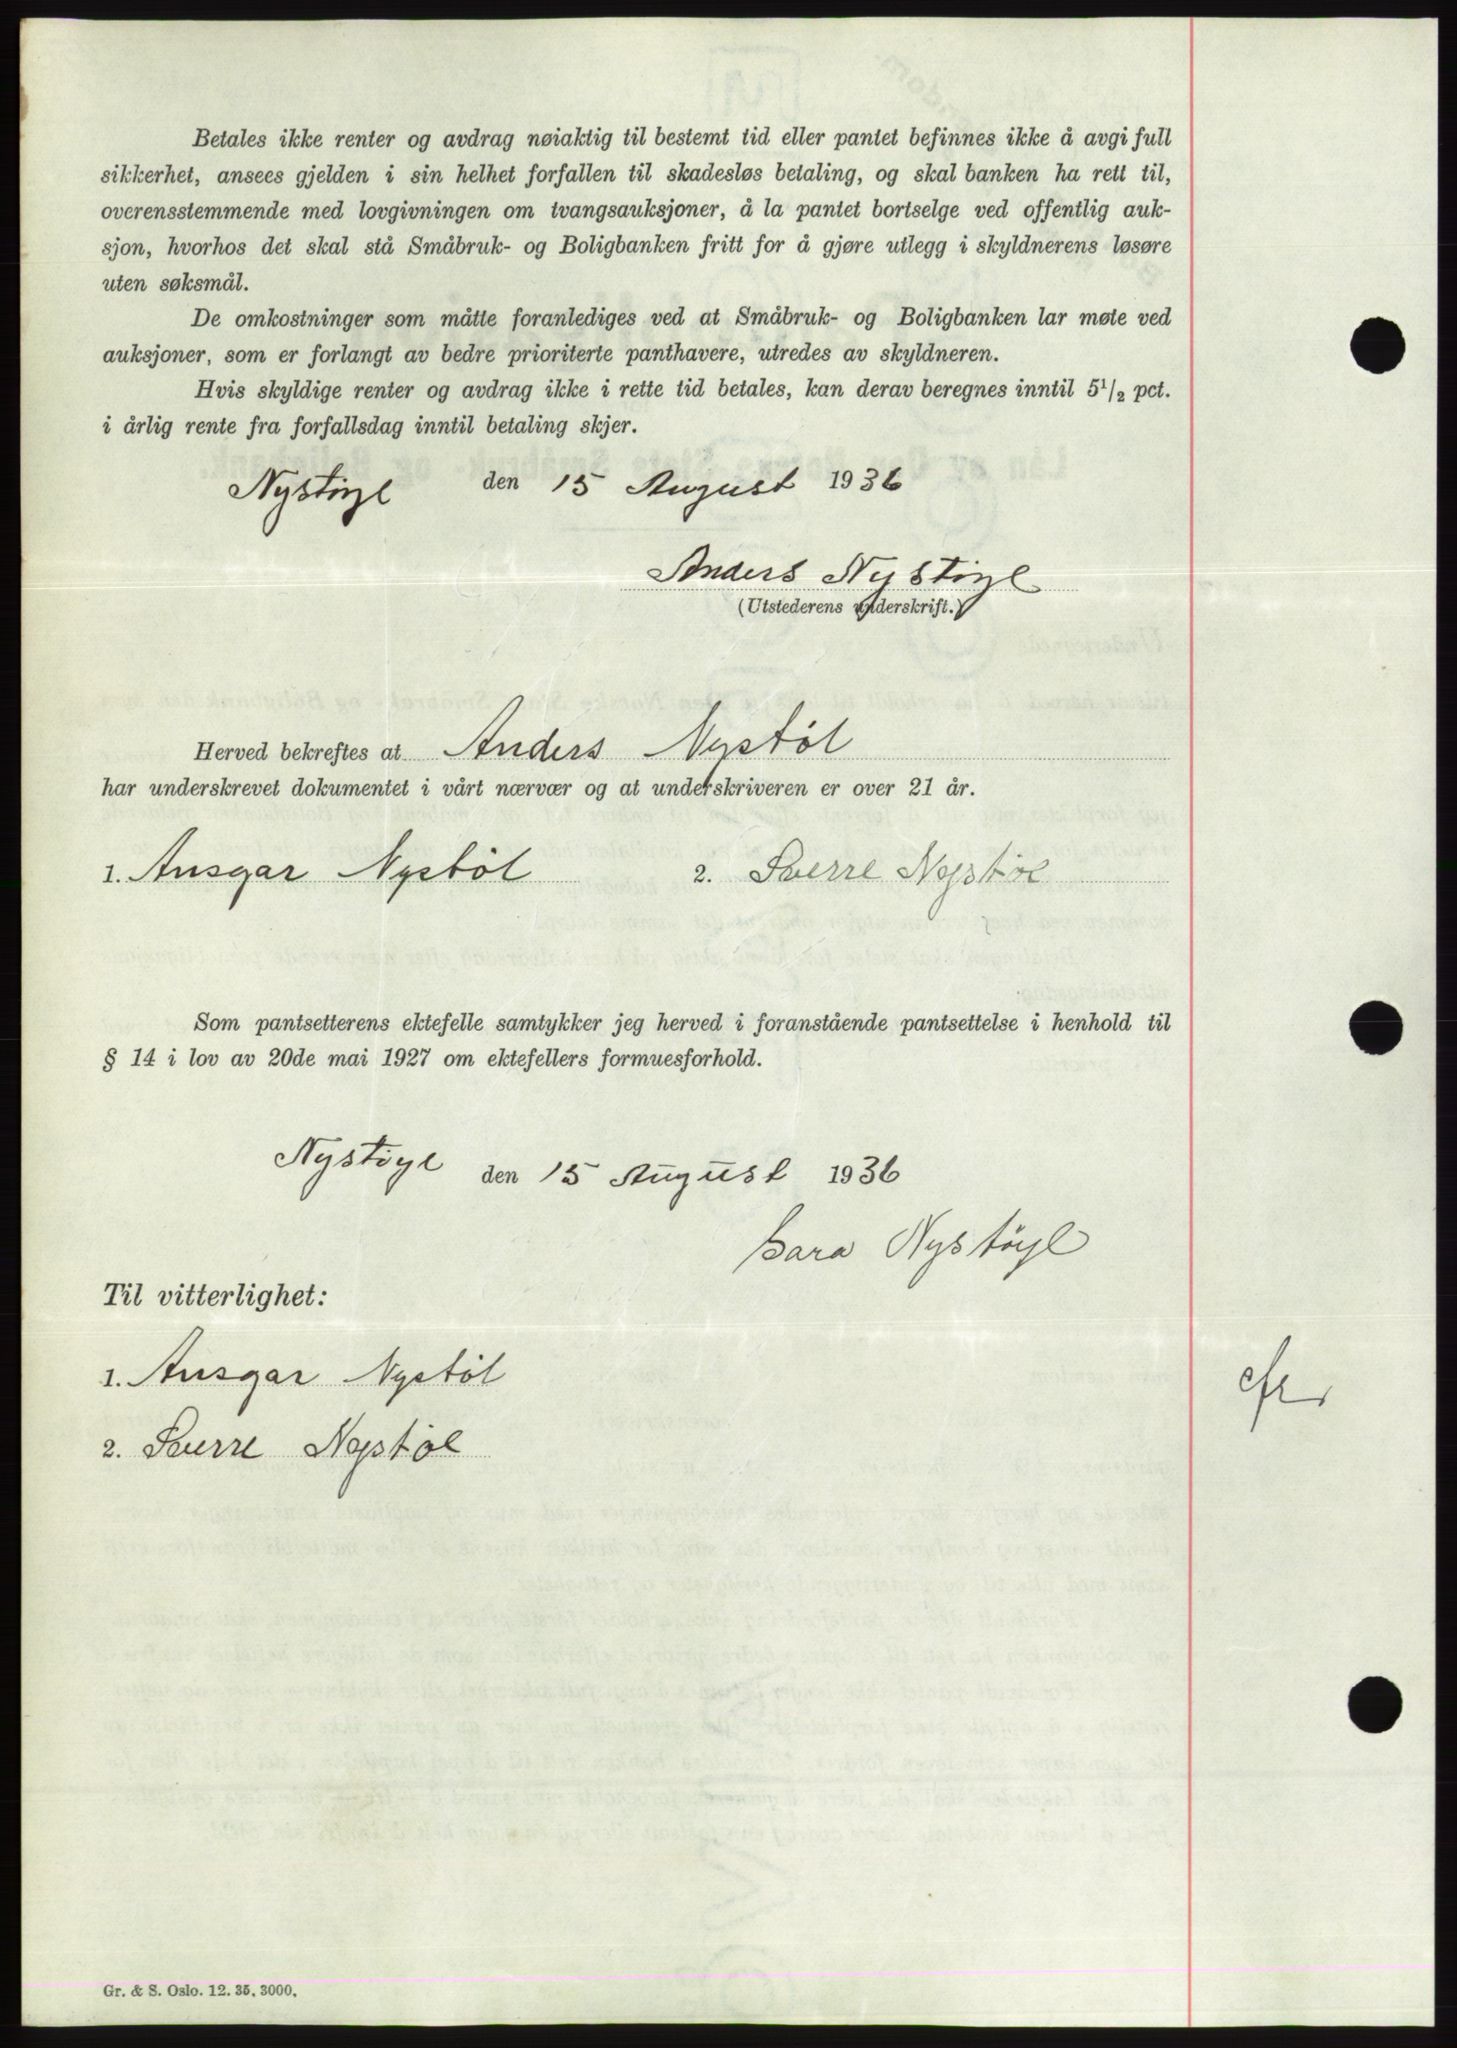 Betales ikke renter og avdrag nøiaktig til bestemt tid eller pantet befinnes ikke å avgi full
sikkerhet, ansees gjelden i sin helhet forfallen til skadesløs betaling, og skal banken ha rett til,
overensstemmende med lovgivningen om tvangsauksjoner, å la pantet bortselge ved offentlig auk-
sjon, hvorhos det skal stå Småbruk- og Boligbanken fritt for å gjøre utlegg i skyldnerens løsøre
uten søksmål.
De omkostninger som måtte foranlediges ved at Småbruk- og Boligbanken lar møte ved
auksjoner, som er forlangt av bedre prioriterte panthavere, utredes av skyldneren.
Hvis skyldige renter og avdrag ikke i rette tid betales, kan derav beregnes inntil 5 1/2 pct.
i årlig rente fra forfallsdag inntil betaling skjer.
Nystöyl den 15 August 1936
Anders Nystöyl
(Utstederens underskrift.)
Herved bekreftes at Anders Nystöl
har underskrevet dokumentet i vårt nærvær og at underskriveren er over 21 år.
1. Ansgar Nystöl 2. Sverre Nystöl
Som pantsetterens ektefelle samtykker jeg herved i foranstående pantsettelse i henhold til
§ 14 i lov av 20de mai 1927 om ektefellers formuesforhold.
Nystöyl den 15 August 1936
Sara Nystöyl
Til vitterlighet:
1. Ansgar Nystöl
2. Sverre Nystöl
Gr. & S. Oslo. 12. 35. 3000.